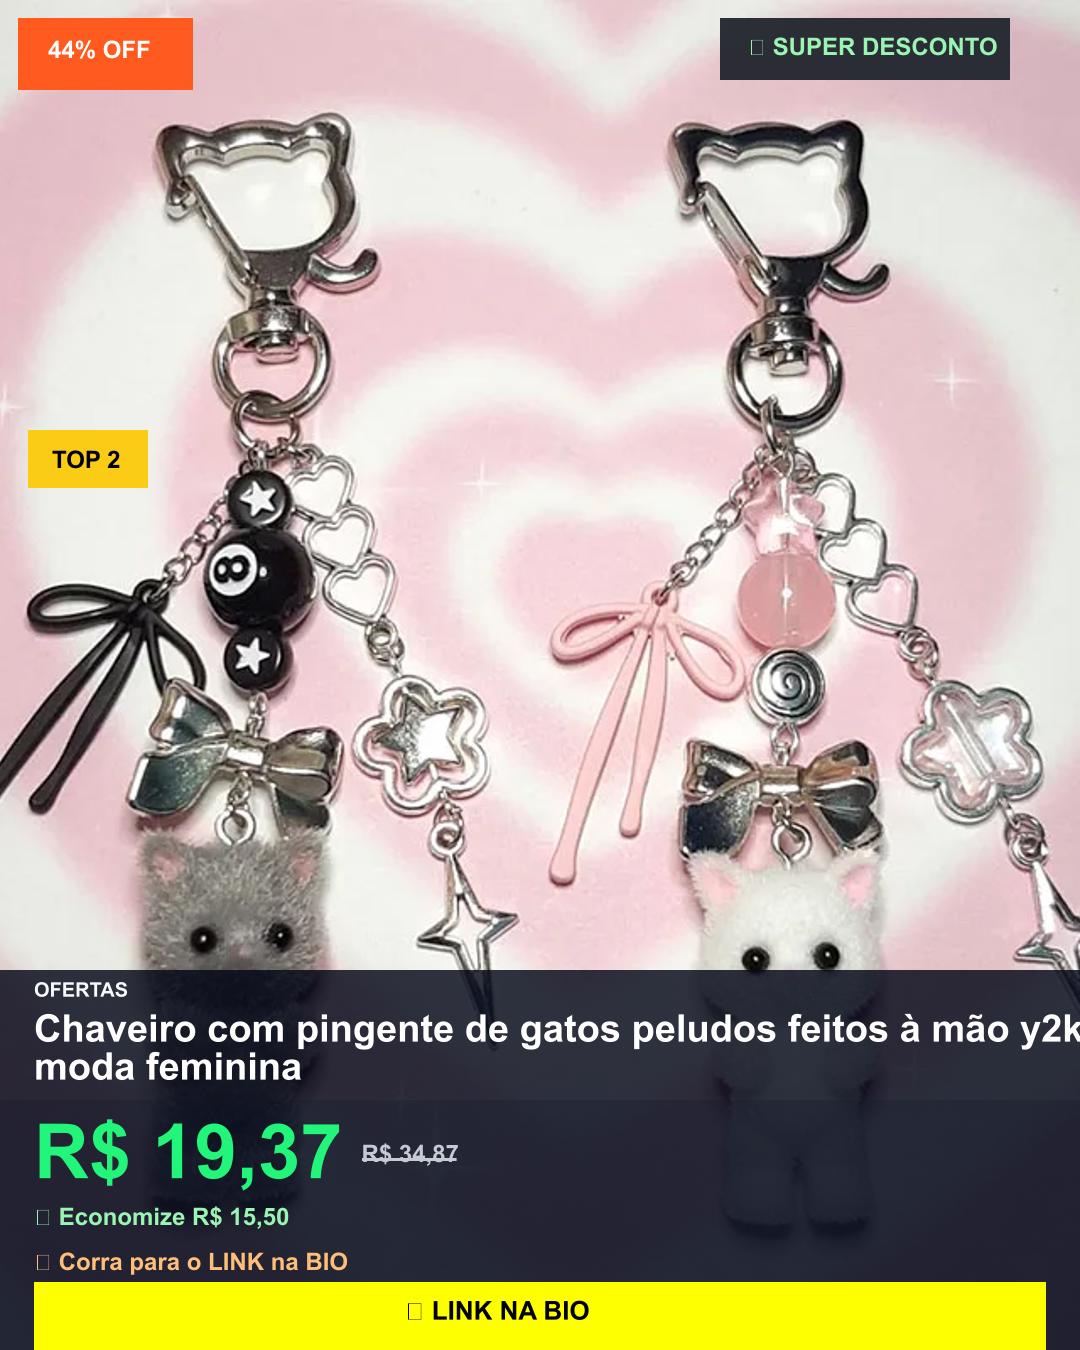 44% OFF
SUPER DESCONTO
TOP 2
8
OFERTAS
Chaveiro com pingente de gatos peludos feitos à mão y2k
moda feminina
R$ 19,37 R$ 34,87
Economize R$ 15,50
Corra para o LINK na BIO
LINK NA BIO